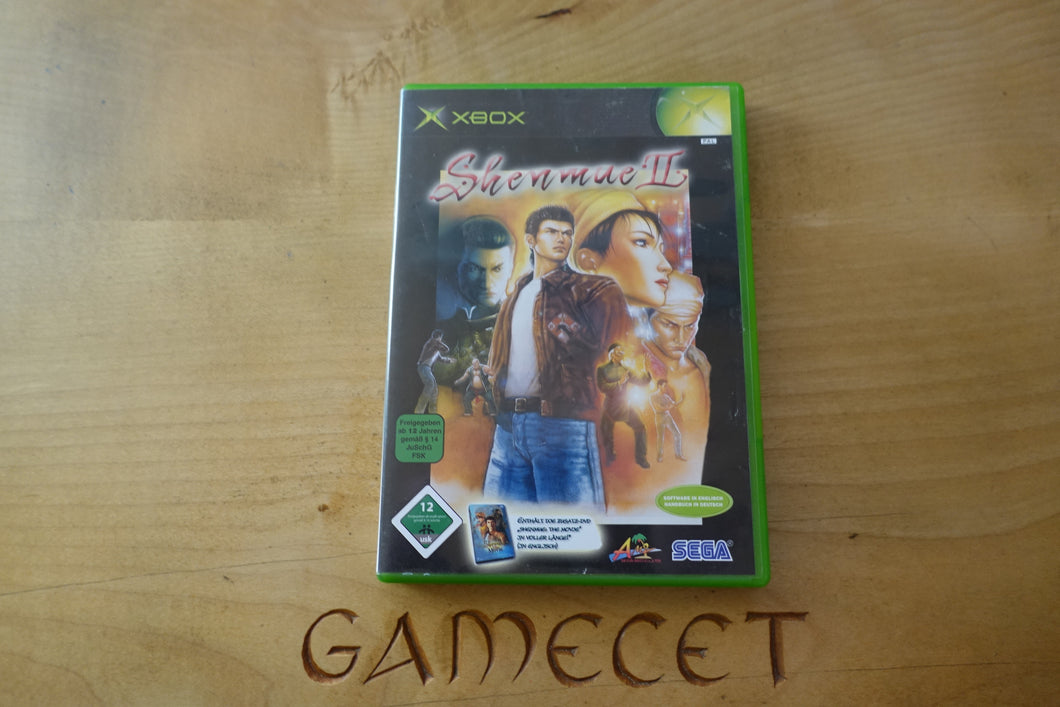 XBOX
PAL
Shenmue II
Freigegeben
ab 12 Jahren
gemäß § 14
JuSchG
FSK
12
usk
SOFTWARE IN ENGLISCH
HANDBUCH IN DEUTSCH
ENTHÄLT DIE ZUSATZ-DVD
„SHENMUE: THE MOVIE"
IN VOLLER LÄNGE!*
(IN ENGLISCH)
SEGA®
GAMECET